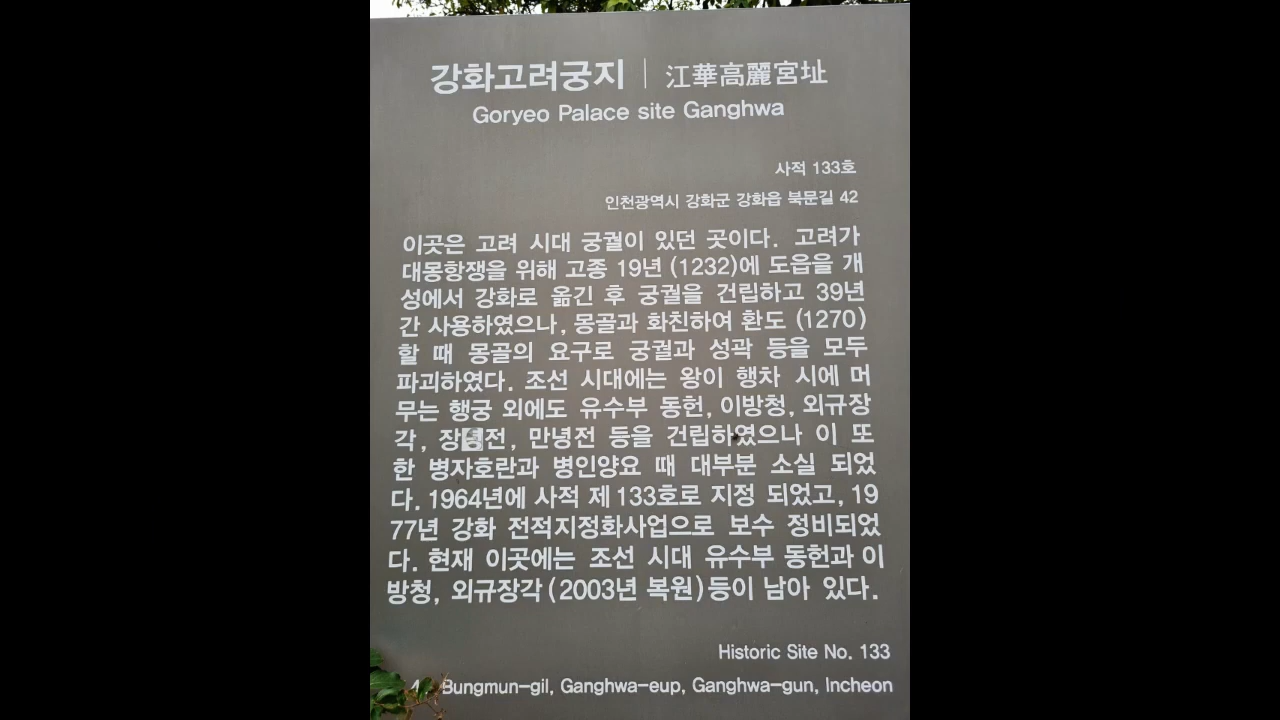 강화고려궁지 | 江華高麗宮址
Goryeo Palace site Ganghwa
사적 133호
인천광역시 강화군 강화읍 북문길 42
이곳은 고려 시대 궁궐이 있던 곳이다. 고려가
대몽항쟁을 위해 고종 19년 (1232)에 도읍을 개
성에서 강화로 옮긴 후 궁궐을 건립하고 39년
간 사용하였으나, 몽골과 화친하여 환도 (1270)
할 때 몽골의 요구로 궁궐과 성곽 등을 모두
파괴하였다. 조선 시대에는 왕이 행차 시에 머
무는 행궁 외에도 유수부 동헌, 이방청, 외규장
각, 장녕전, 만녕전 등을 건립하였으나 이 또
한 병자호란과 병인양요 때 대부분 소실 되었
다. 1964년에 사적 제133호로 지정 되었고, 19
77년 강화 전적지정화사업으로 보수 정비되었
다. 현재 이곳에는 조선 시대 유수부 동헌과 이
방청, 외규장각(2003년 복원)등이 남아 있다.
Historic Site No. 133
Bungmun-gil, Ganghwa-eup, Ganghwa-gun, Incheon